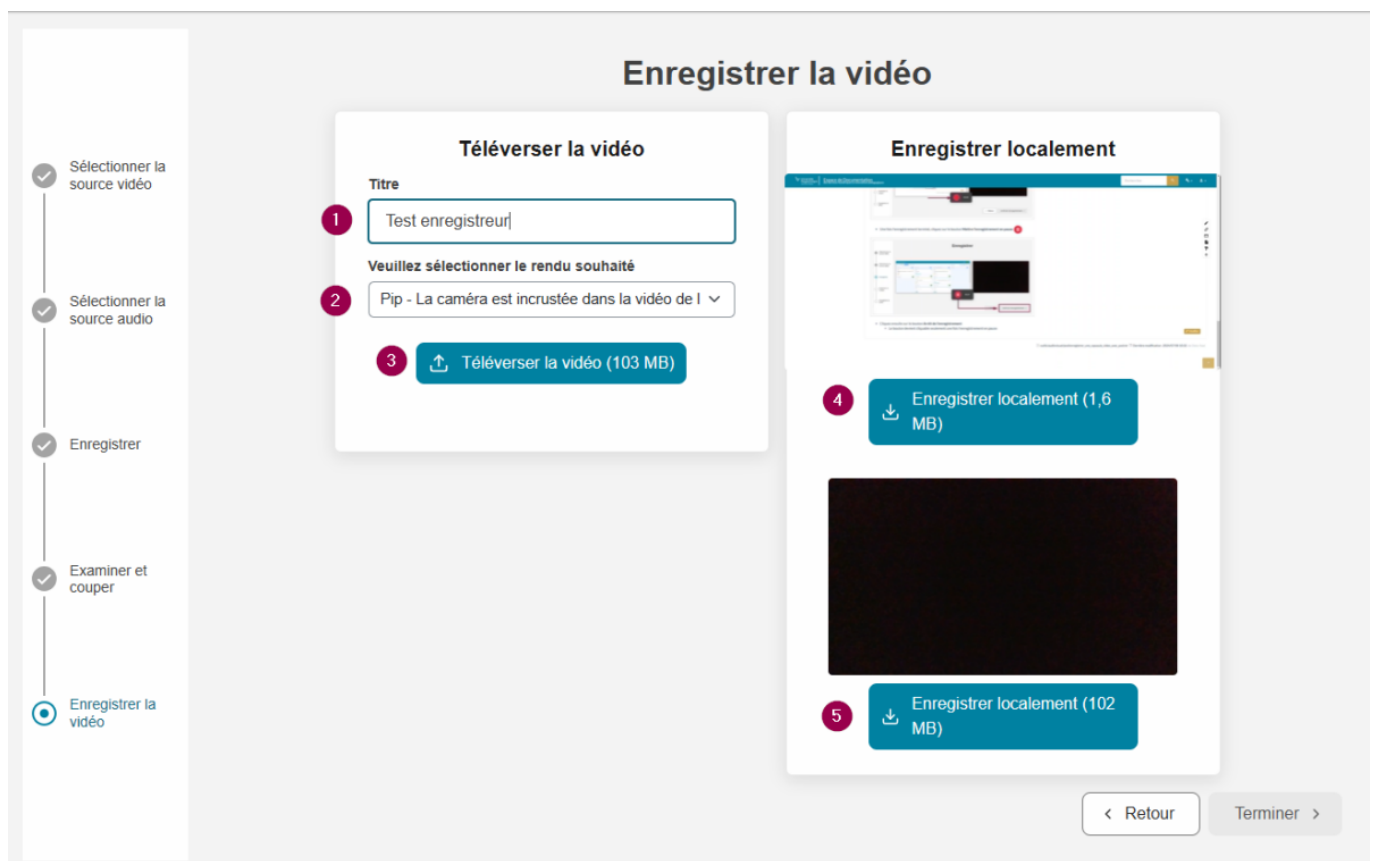 Enregistrer la vidéo
Sélectionner la
source vidéo
Sélectionner la
source audio
Enregistrer
Examiner et
couper
Enregistrer la
vidéo
Téléverser la vidéo
Titre
1
Test enregistreur
Veuillez sélectionner le rendu souhaité
2
Pip - La caméra est incrustée dans la vidéo de l
3
Téléverser la vidéo (103 MB)
Enregistrer localement
4
Enregistrer localement (1,6
MB)
5
Enregistrer localement (102
MB)
Retour
Terminer